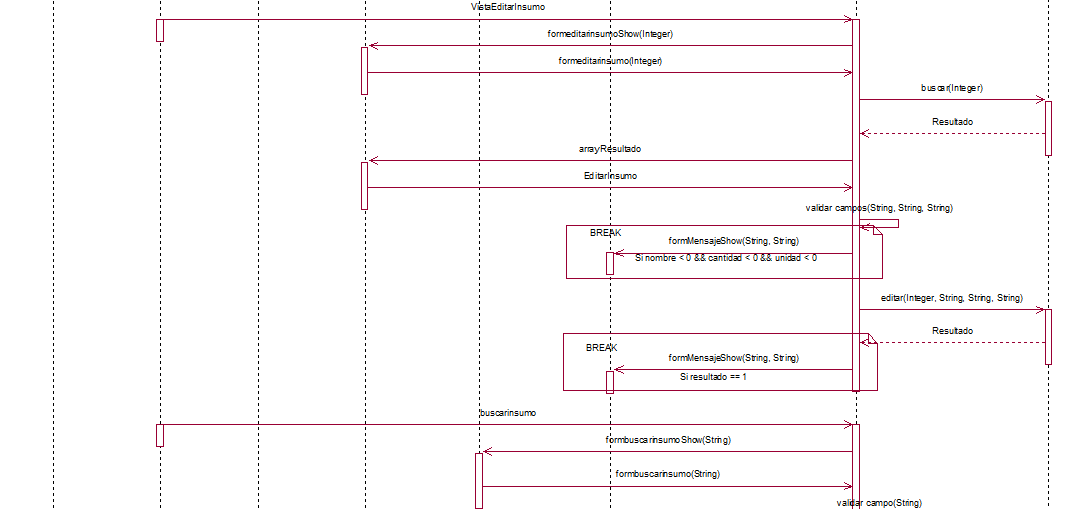 VistaEditarInsumo
formeditarinsumoShow(Integer)
formeditarinsumo(Integer)
buscar(Integer)
Resultado
arrayResultado
EditarInsumo
validar campos(String, String, String)
BREAK
formMensajeShow(String, String)
Si nombre < 0 && cantidad < 0 && unidad < 0
editar(Integer, String, String, String)
Resultado
BREAK
formMensajeShow(String, String)
Si resultado == 1
buscarinsumo
formbuscarinsumoShow(String)
formbuscarinsumo(String)
validar campo(String)